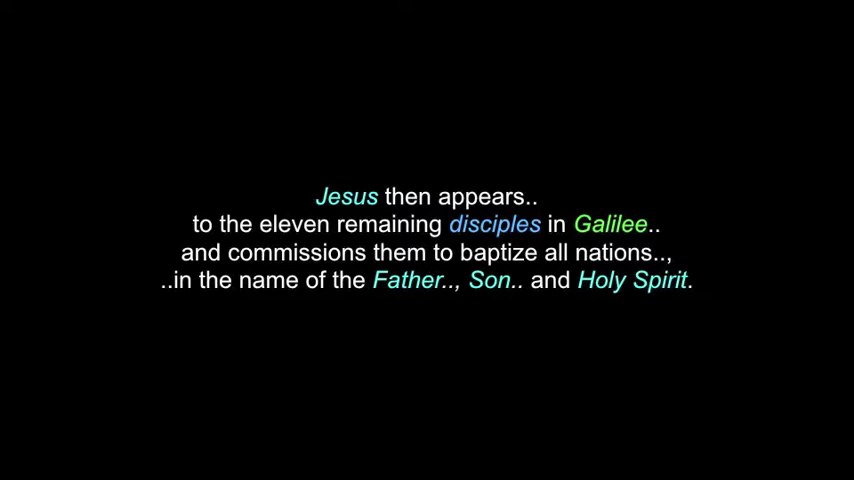 Jesus then appears..
to the eleven remaining disciples in Galilee..
and commissions them to baptize all nations..,
..in the name of the Father.., Son.. and Holy Spirit.